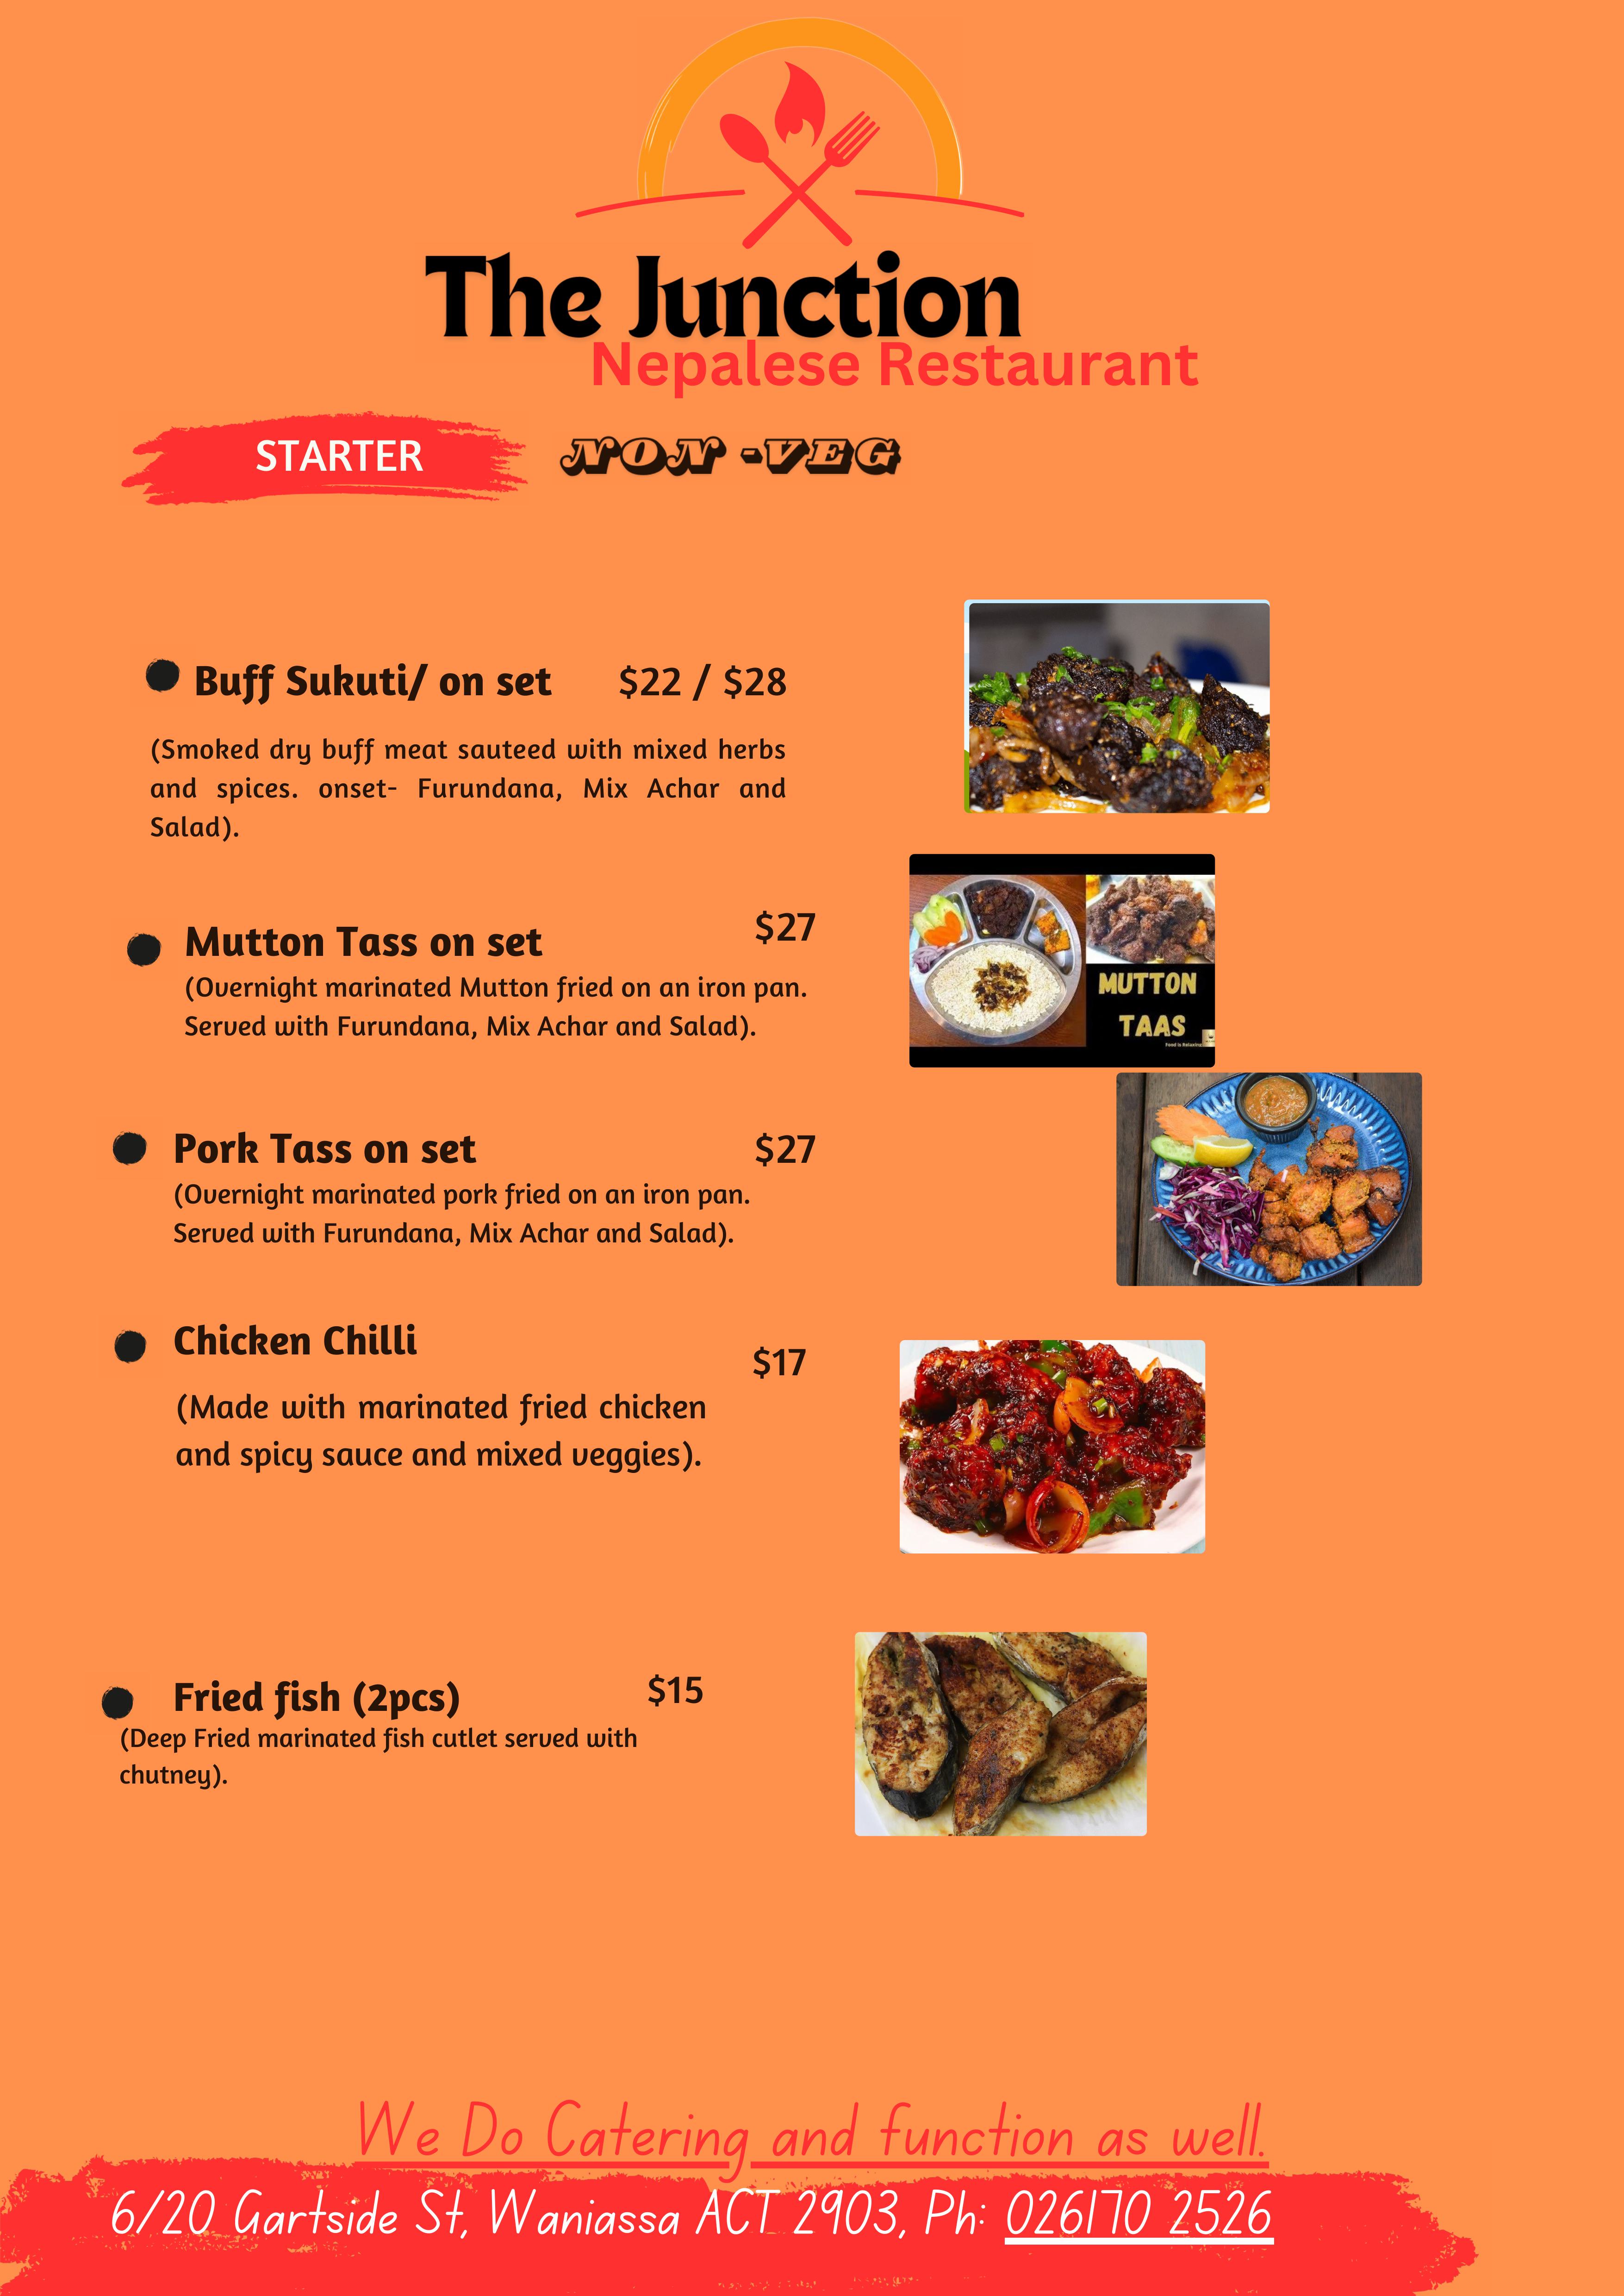 The Junction
Nepalese Restaurant
STARTER
NON -VEG
Buff Sukuti/ on set $22 / $28
(Smoked dry buff meat sauteed with mixed herbs
and spices. onset- Furundana, Mix Achar and
Salad).
Mutton Tass on set $27
(Overnight marinated Mutton fried on an iron pan.
Served with Furundana, Mix Achar and Salad).
MUTTON
TAAS
Food is Relaxing
Pork Tass on set $27
(Overnight marinated pork fried on an iron pan.
Served with Furundana, Mix Achar and Salad).
Chicken Chilli $17
(Made with marinated fried chicken
and spicy sauce and mixed veggies).
Fried fish (2pcs) $15
(Deep Fried marinated fish cutlet served with
chutney).
We Do Catering and function as well.
6/20 Gartside St, Waniassa ACT 2903, Ph: 026170 2526